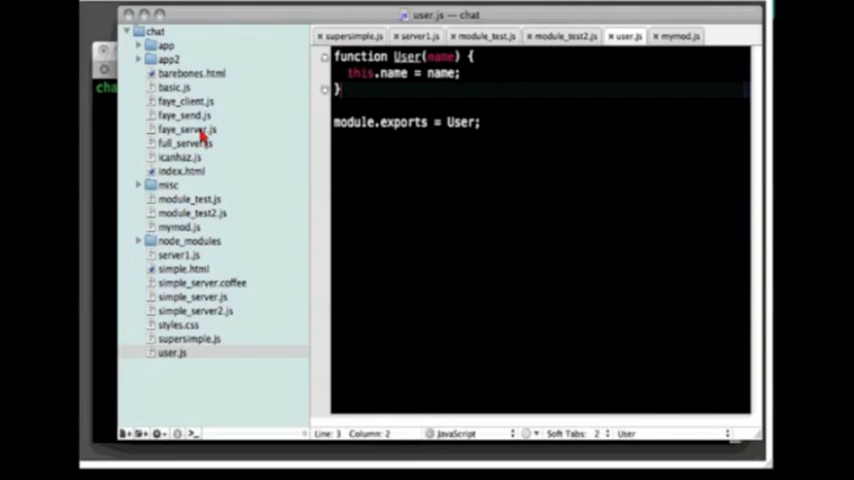 user.js — chat
supersimple.js
server1.js
module_test.js
module_test2.js
user.js
mymod.js
chat
app
app2
barebones.html
basic.js
faye_client.js
faye_send.js
faye_server.js
full_server.js
icanhaz.js
index.html
misc
module_test.js
module_test2.js
mymod.js
node_modules
server1.js
simple.html
simple_server.coffee
simple_server.js
simple_server2.js
styles.css
supersimple.js
user.js
function User(name) {
this.name = name;
}
module.exports = User;
cha
Line: 3 Column: 2
JavaScript
Soft Tabs: 2
User